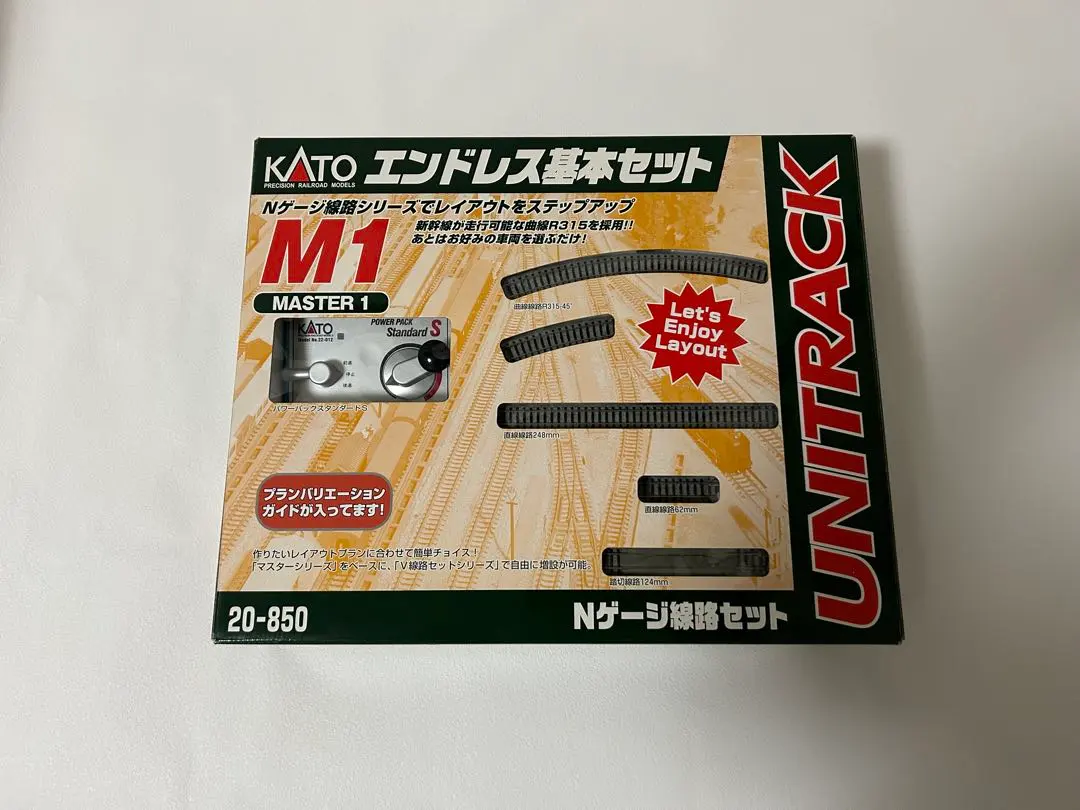 KATO エンドレス基本セット
PRECISION RAILROAD MODELS
Nゲージ線路シリーズでレイアウトをステップアップ
新幹線が走行可能な曲線R315を採用!!
あとはお好みの車両を選ぶだけ!
M1
MASTER 1
KATO
POWER PACK
Standard S
Model No.22-012
前進
停止
後進
パワーパックスタンダードS
曲線線路R315-45°
Let's
Enjoy
Layout
直線線路248mm
直線線路62mm
踏切線路124mm
プランバリエーション
ガイドが入ってます!
作りたいレイアウトプランに合わせて簡単チョイス!
「マスターシリーズ」をベースに、「V線路セットシリーズ」で自由に増設が可能。
20-850
Nゲージ線路セット
UNITRACK